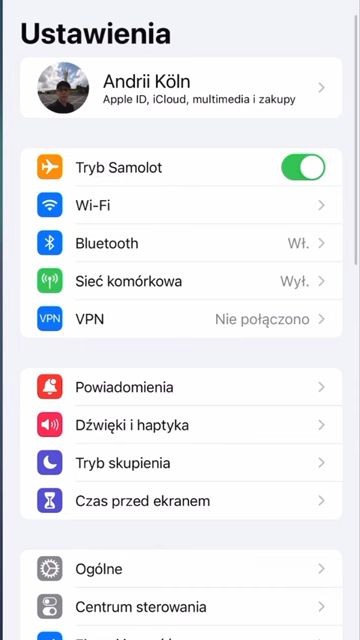 Ustawienia
Andrii Köln
Apple ID, iCloud, multimedia i zakupy
Tryb Samolot
Wi-Fi
Bluetooth Wł.
Sieć komórkowa Wył.
VPN VPN Nie połączono
Powiadomienia
Dźwięki i haptyka
Tryb skupienia
Czas przed ekranem
Ogólne
Centrum sterowania